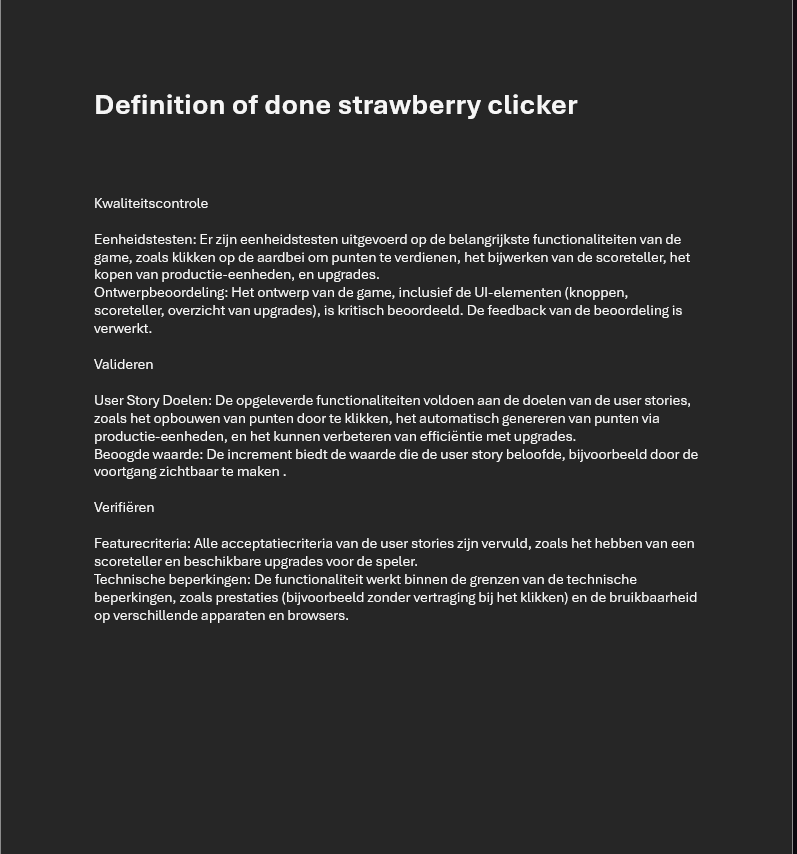 Definition of done strawberry clicker
Kwaliteitscontrole
Eenheidstesten: Er zijn eenheidstesten uitgevoerd op de belangrijkste functionaliteiten van de
game, zoals klikken op de aardbei om punten te verdienen, het bijwerken van de scoreteller, het
kopen van productie-eenheden, en upgrades.
Ontwerpbeoordeling: Het ontwerp van de game, inclusief de UI-elementen (knoppen,
scoreteller, overzicht van upgrades), is kritisch beoordeeld. De feedback van de beoordeling is
verwerkt.
Valideren
User Story Doelen: De opgeleverde functionaliteiten voldoen aan de doelen van de user stories,
zoals het opbouwen van punten door te klikken, het automatisch genereren van punten via
productie-eenheden, en het kunnen verbeteren van efficiëntie met upgrades.
Beoogde waarde: De increment biedt de waarde die de user story beloofde, bijvoorbeeld door de
voortgang zichtbaar te maken .
Verifiëren
Featurecriteria: Alle acceptatiecriteria van de user stories zijn vervuld, zoals het hebben van een
scoreteller en beschikbare upgrades voor de speler.
Technische beperkingen: De functionaliteit werkt binnen de grenzen van de technische
beperkingen, zoals prestaties (bijvoorbeeld zonder vertraging bij het klikken) en de bruikbaarheid
op verschillende apparaten en browsers.